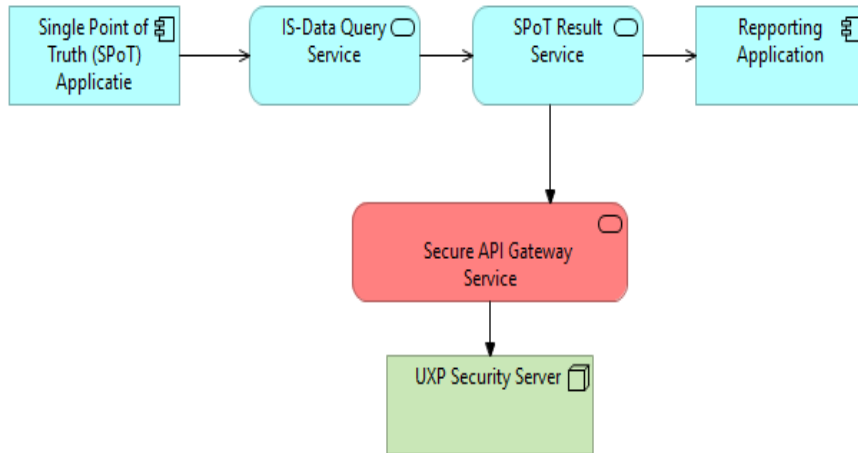 Single Point of
Truth (SPoT)
Applicatie
IS-Data Query
Service
SPoT Result
Service
Repporting
Application
Secure API Gateway
Service
UXP Security Server